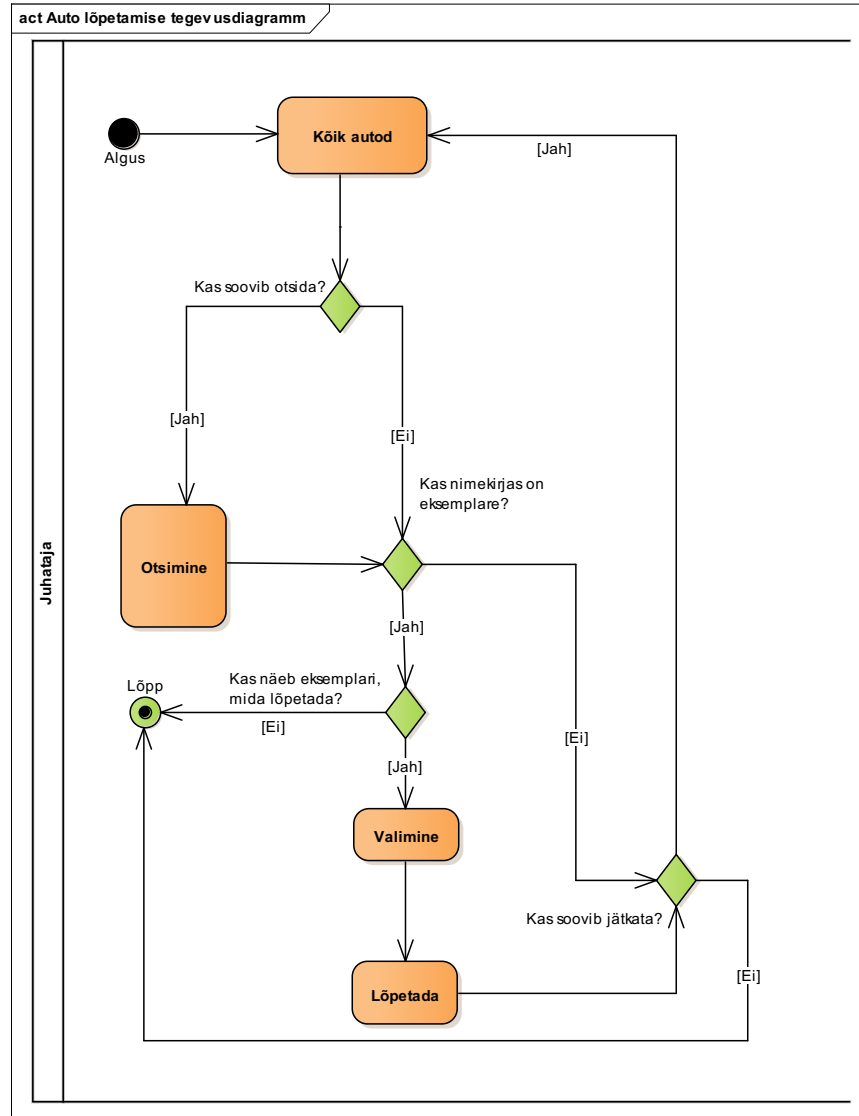 act Auto lõpetamise tegevusdiagramm
Juhataja
Algus
Kõik autod
[Jah]
Kas soovib otsida?
[Jah]
[Ei]
Kas nimekirjas on
eksemplare?
Otsimine
[Jah]
Kas näeb eksemplari,
mida lõpetada?
Lõpp
[Ei]
[Ei]
[Jah]
Valimine
Kas soovib jätkata?
[Ei]
Lõpetada